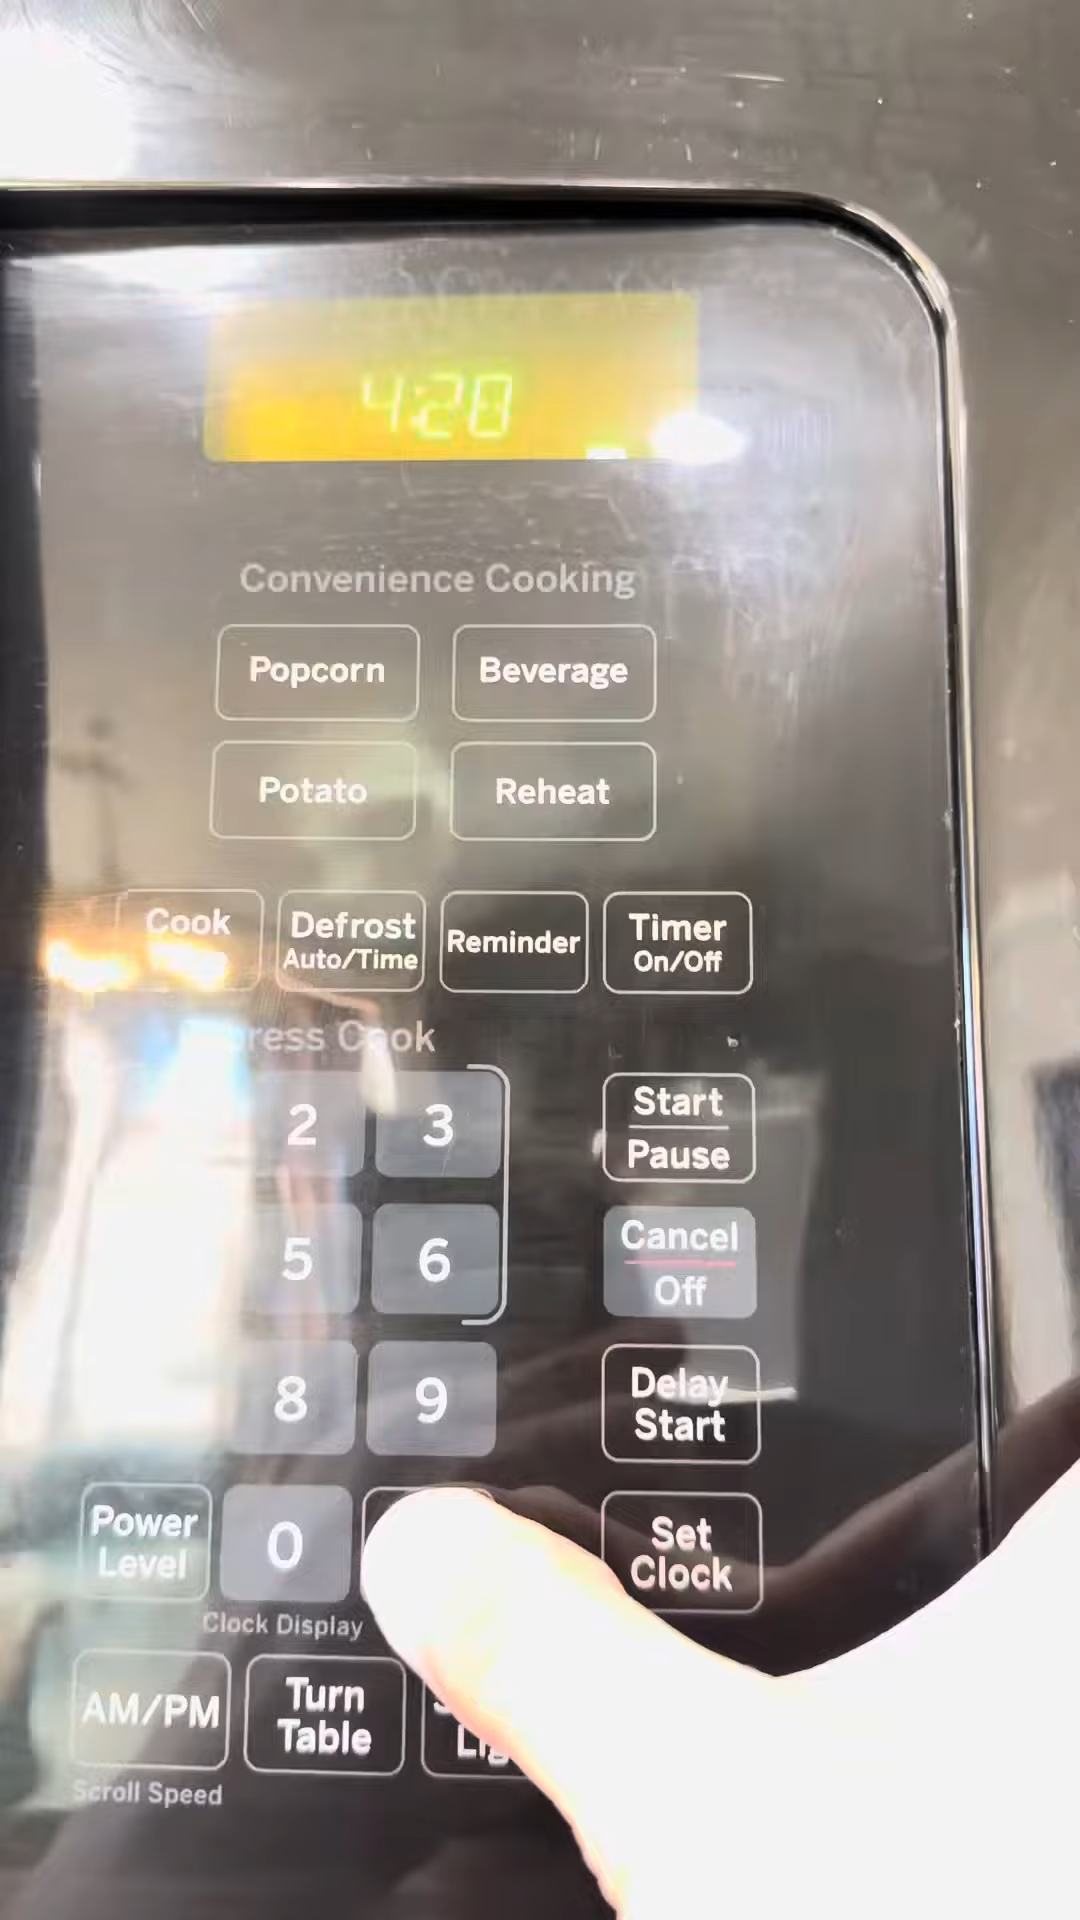 4:28
Convenience Cooking
Popcorn
Beverage
Potato
Reheat
Cook
Defrost
Auto/Time
Reminder
Timer
On/Off
Cook
2
3
Start
Pause
5
6
Cancel
Off
8
9
Delay
Start
Power
Level
0
Set
Clock
Clock Display
AM/PM
Turn
Table
Scroll Speed